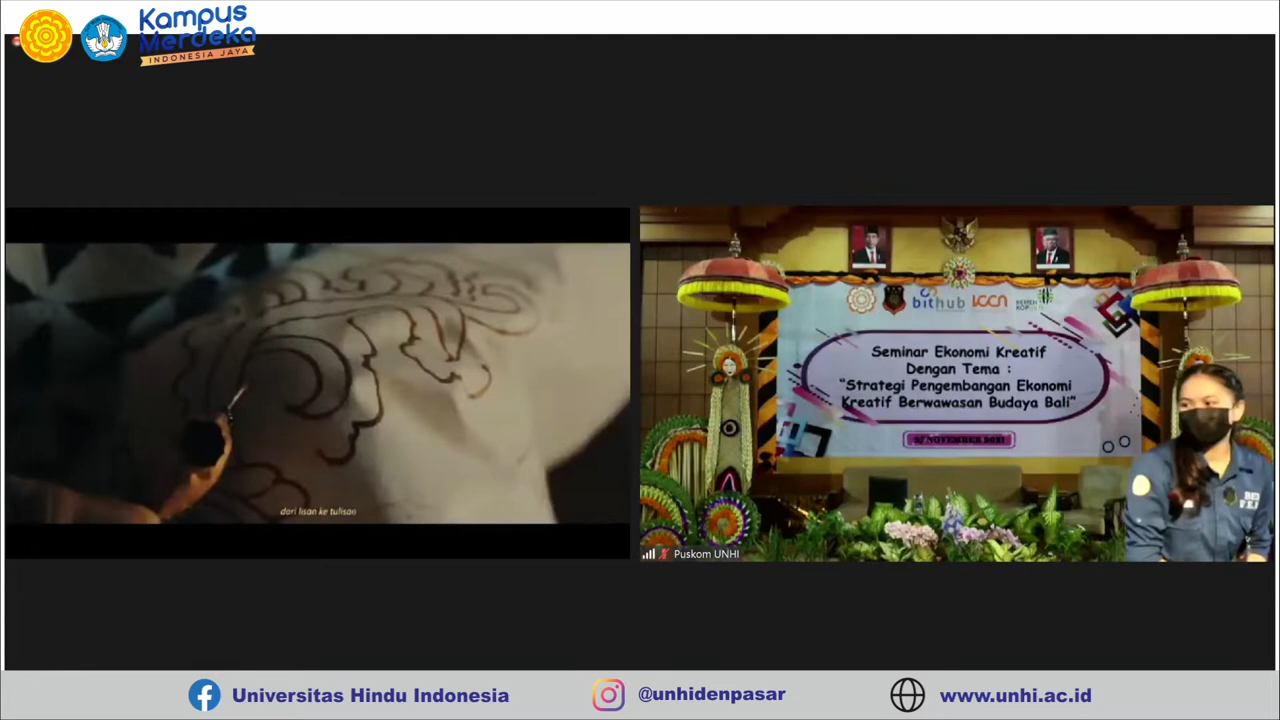 Kampus
Merdeka
INDONESIA JAYA
dari lisan ke tulisan
bithub
ICCN
Seminar Ekonomi Kreatif
Dengan Tema :
"Strategi Pengembangan Ekonomi
Kreatif Berwawasan Budaya Bali"
Puskom UNHI
Universitas Hindu Indonesia
@unhidenpasar
www.unhi.ac.id